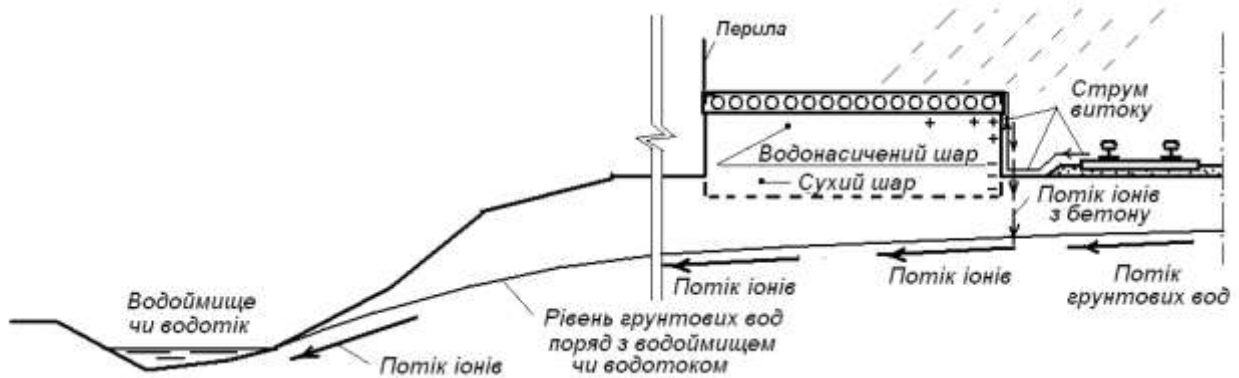 Перила
Струм
витоку
Водонасичений шар
Сухий шар
Потік іонів
з бетону
Потік іонів
Потік іонів
Потік
грунтових вод
Водоймище
чи водотік
Рівень грунтових вод
поряд з водоймищем
чи водотоком
Потік іонів